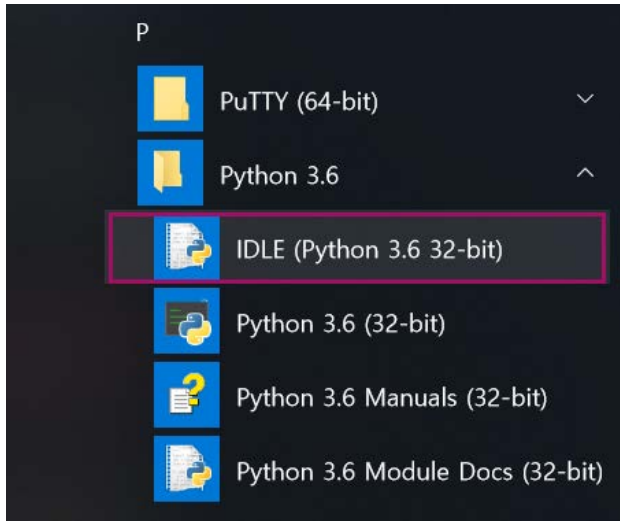 P
PuTTY (64-bit)
Python 3.6
IDLE (Python 3.6 32-bit)
Python 3.6 (32-bit)
Python 3.6 Manuals (32-bit)
Python 3.6 Module Docs (32-bit)